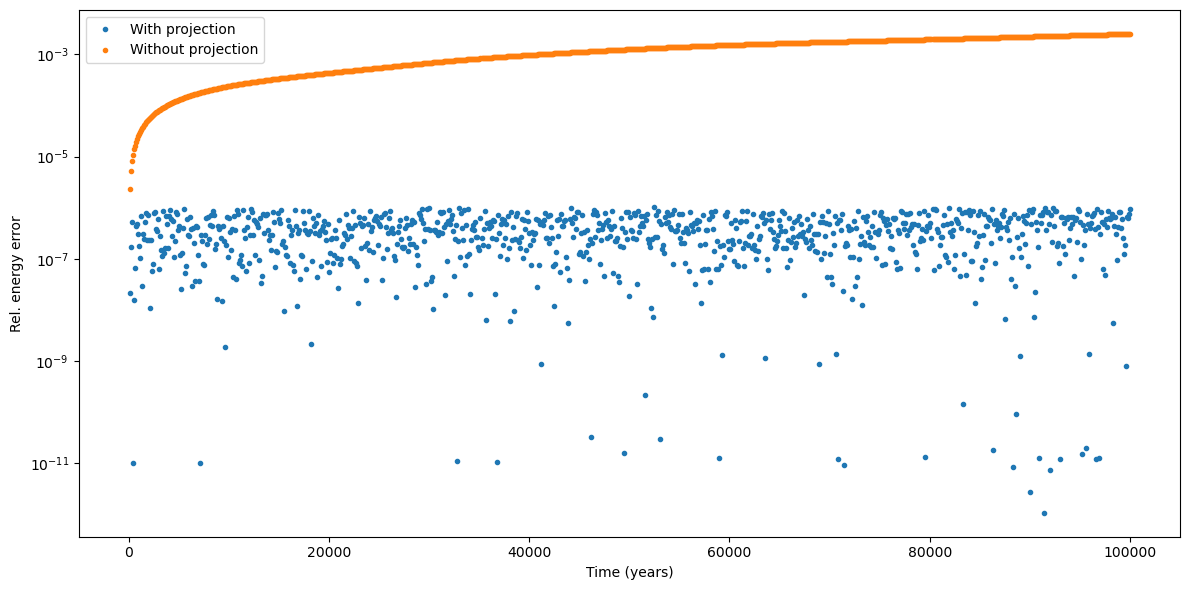 With projection
Without projection
10⁻³
10⁻⁵
10⁻⁷
10⁻⁹
10⁻¹¹
Rel. energy error
0
20000
40000
60000
80000
100000
Time (years)